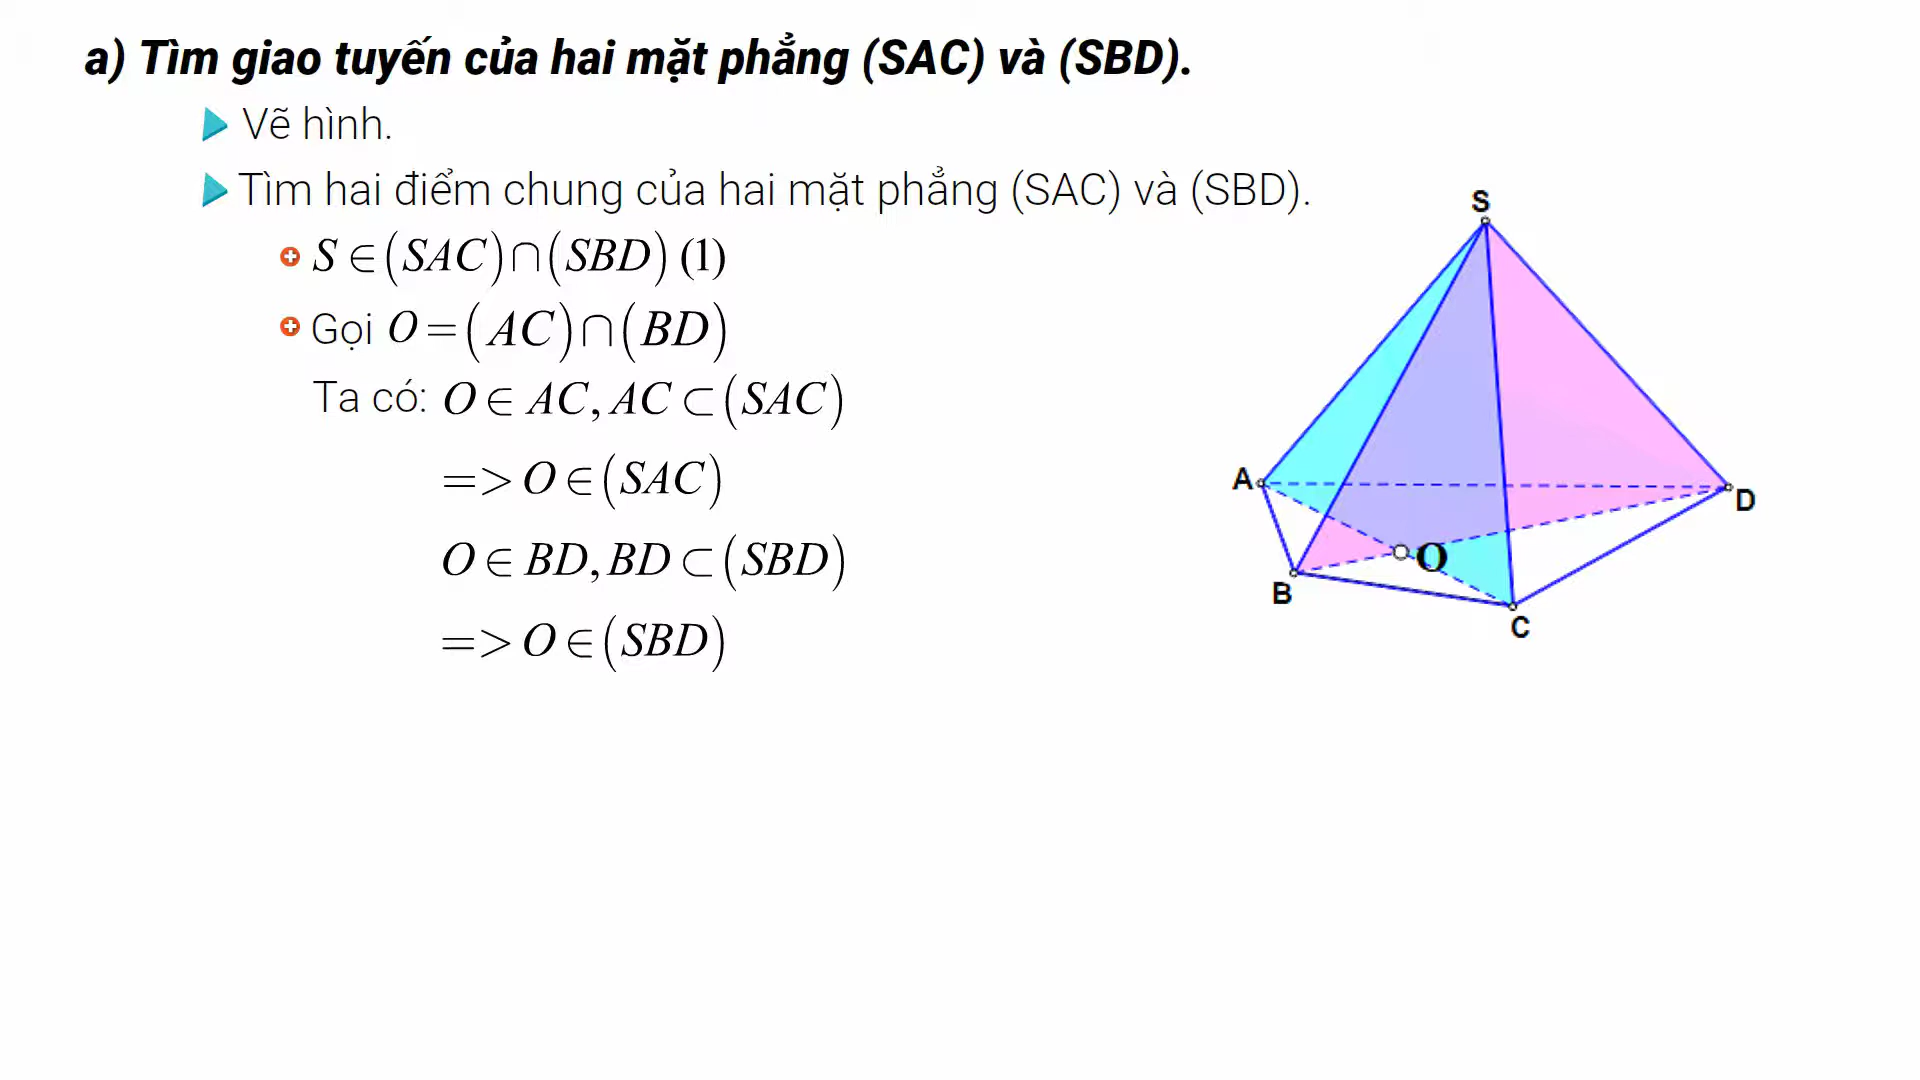 a) Tìm giao tuyến của hai mặt phẳng (SAC) và (SBD).
Vẽ hình.
Tìm hai điểm chung của hai mặt phẳng (SAC) và (SBD).
S ∈ (SAC) ∩ (SBD) (1)
Gọi O = (AC) ∩ (BD)
Ta có: O ∈ AC, AC ⊂ (SAC)
=> O ∈ (SAC)
O ∈ BD, BD ⊂ (SBD)
=> O ∈ (SBD)
S
A
D
O
B
C